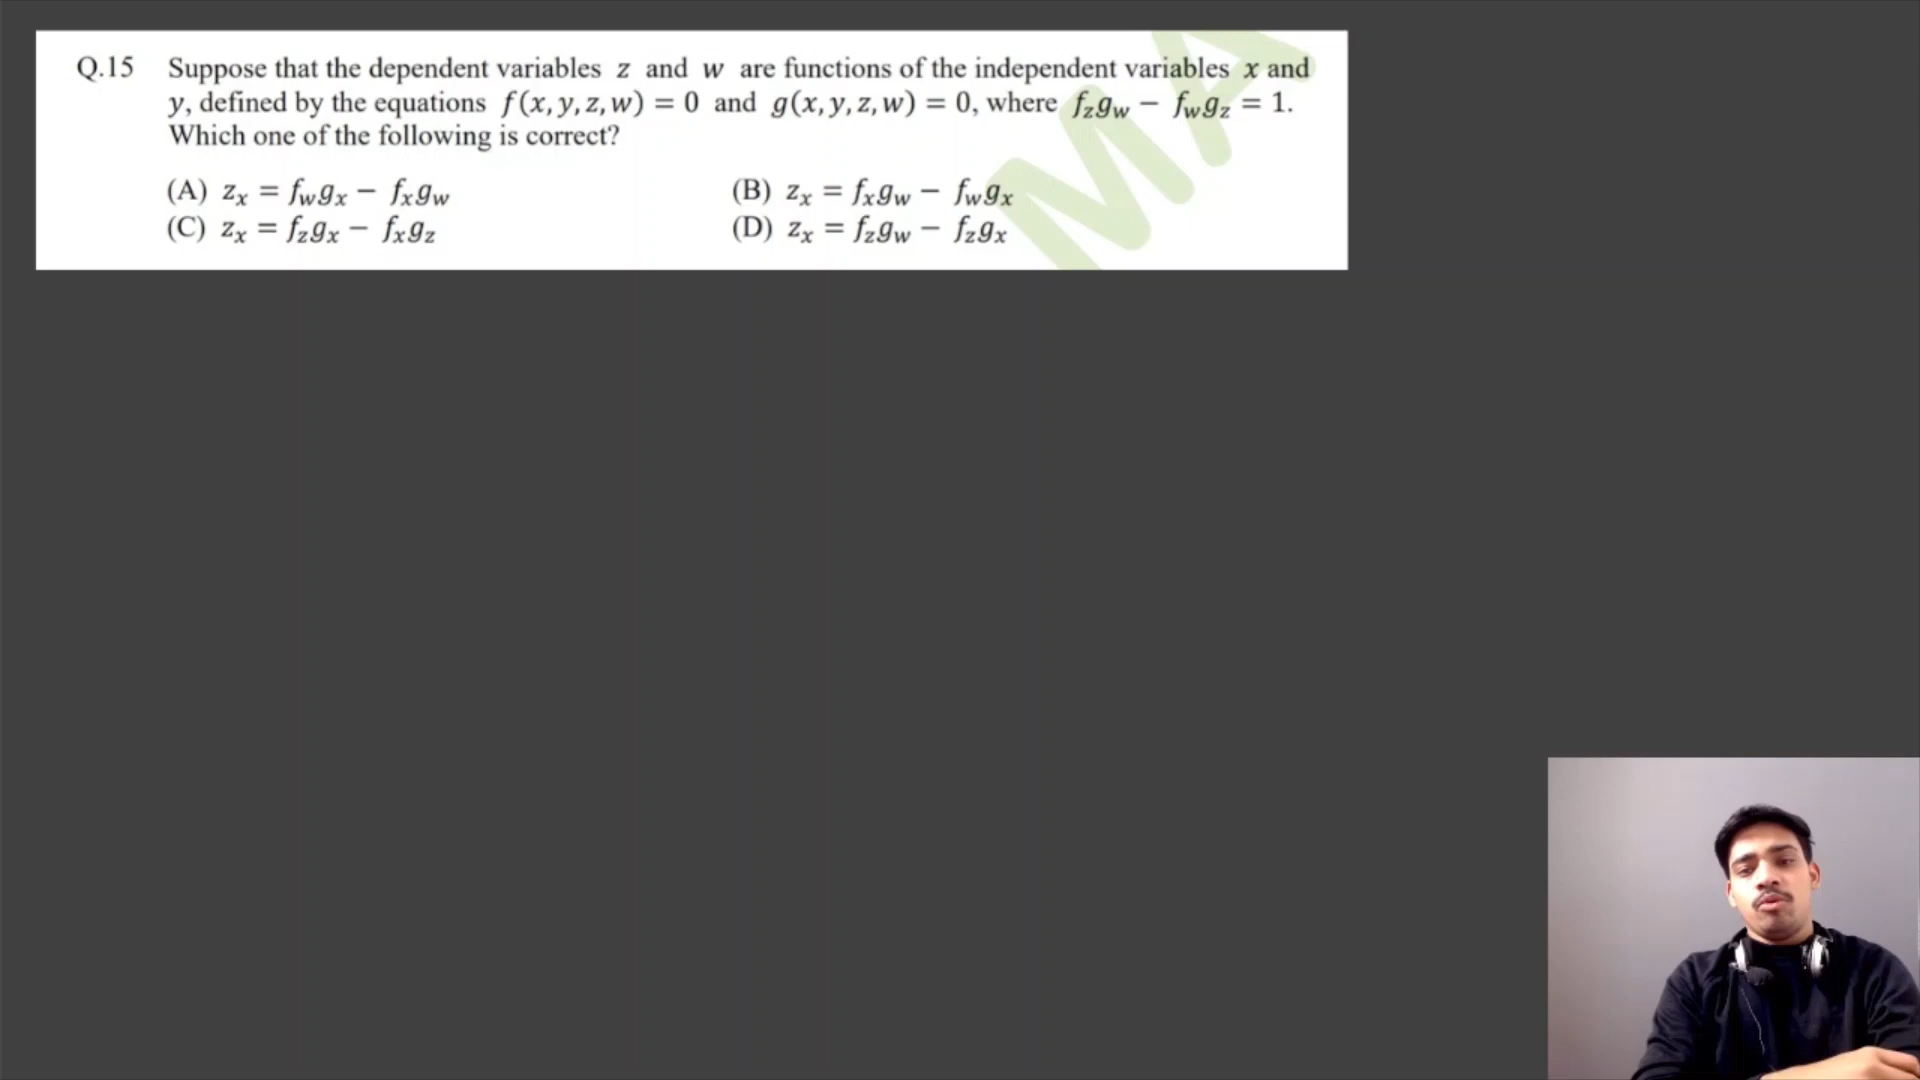 Q.15 Suppose that the dependent variables z and w are functions of the independent variables x and
y, defined by the equations f(x, y, z, w) = 0 and g(x, y, z, w) = 0, where f_z g_w − f_w g_z = 1.
Which one of the following is correct?
(A) z_x = f_w g_x − f_x g_w (B) z_x = f_x g_w − f_w g_x
(C) z_x = f_z g_x − f_x g_z (D) z_x = f_z g_w − f_z g_x
MA